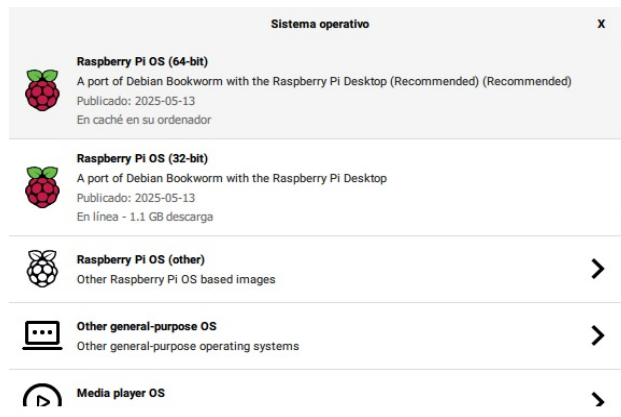 Sistema operativo X
Raspberry Pi OS (64-bit)
A port of Debian Bookworm with the Raspberry Pi Desktop (Recommended) (Recommended)
Publicado: 2025-05-13
En caché en su ordenador
Raspberry Pi OS (32-bit)
A port of Debian Bookworm with the Raspberry Pi Desktop
Publicado: 2025-05-13
En línea - 1.1 GB descarga
Raspberry Pi OS (other)
Other Raspberry Pi OS based images
Other general-purpose OS
Other general-purpose operating systems
Media player OS